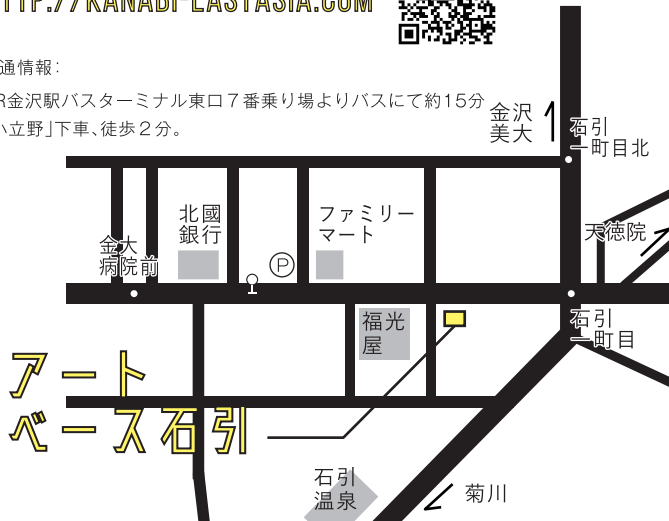 TTP://KANABI-EASTASIA.COM
通情報:
R金沢駅バスターミナル東口7番乗り場よりバスにて約15分
小立野」下車、徒歩2分。
金沢
美大
石引
一町目北
北國
銀行
ファミリー
マート
天徳院
金大
病院前
P
福光
屋
石引
一町目
アート
ベース石引
石引
温泉
菊川